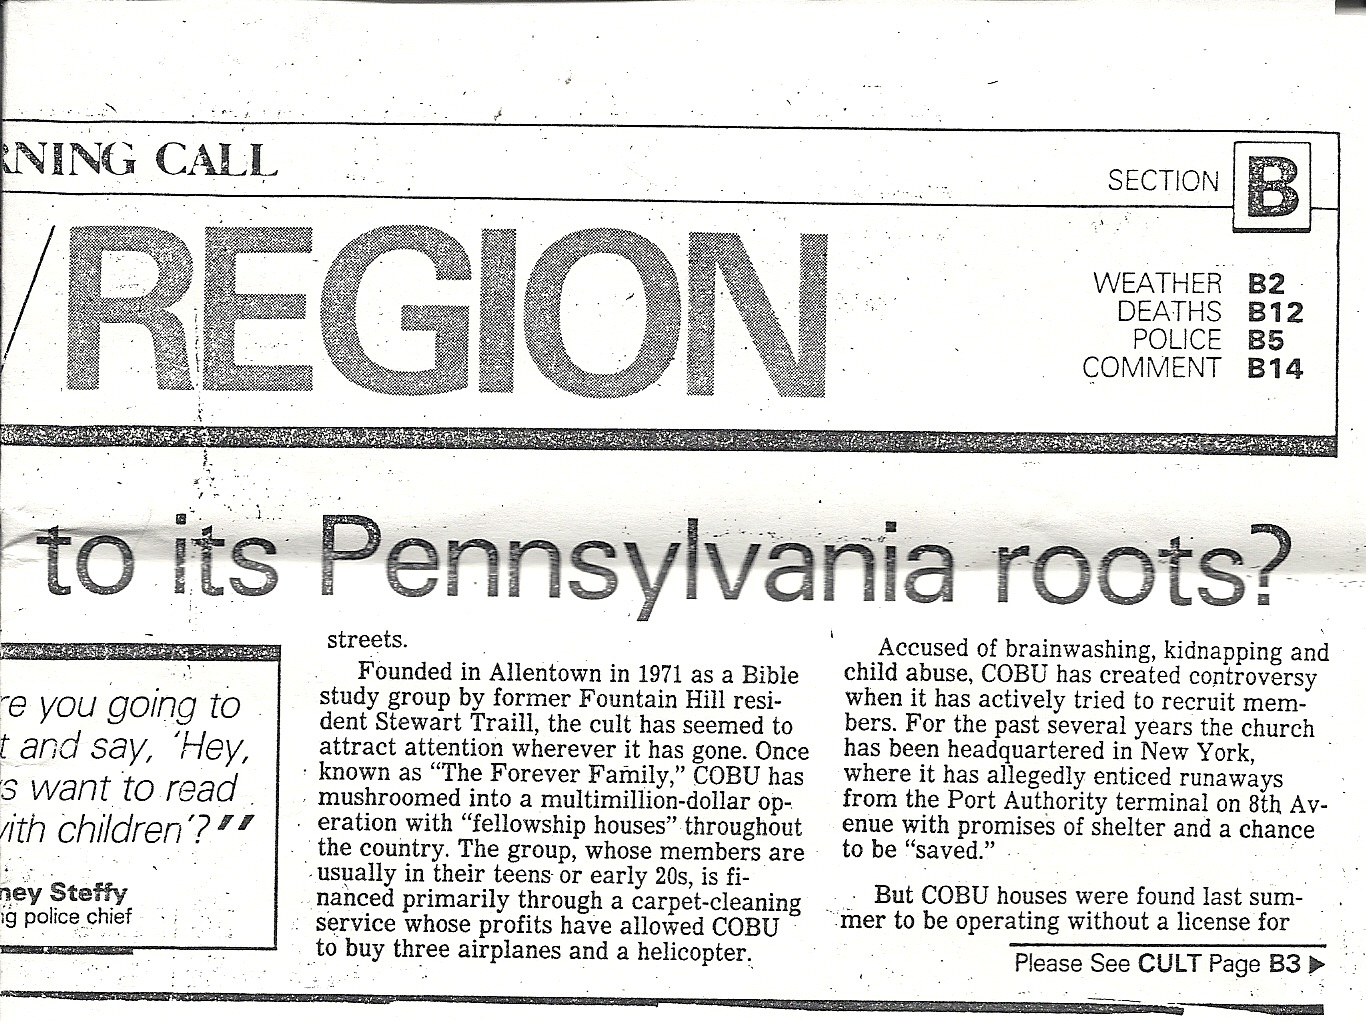 RNING CALL
SECTION B
/REGION
WEATHER B2
DEATHS B12
POLICE B5
COMMENT B14
to its Pennsylvania roots?
re you going to
t and say, ‘Hey,
s want to read
with children’?”
ney Steffy
ng police chief
streets.
Founded in Allentown in 1971 as a Bible
study group by former Fountain Hill resi-
dent Stewart Traill, the cult has seemed to
attract attention wherever it has gone. Once
known as “The Forever Family,” COBU has
mushroomed into a multimillion-dollar op-
eration with “fellowship houses” throughout
the country. The group, whose members are
usually in their teens or early 20s, is fi-
nanced primarily through a carpet-cleaning
service whose profits have allowed COBU
to buy three airplanes and a helicopter.
Accused of brainwashing, kidnapping and
child abuse, COBU has created controversy
when it has actively tried to recruit mem-
bers. For the past several years the church
has been headquartered in New York,
where it has allegedly enticed runaways
from the Port Authority terminal on 8th Av-
enue with promises of shelter and a chance
to be “saved.”
But COBU houses were found last sum-
mer to be operating without a license for
Please See CULT Page B3 ▶